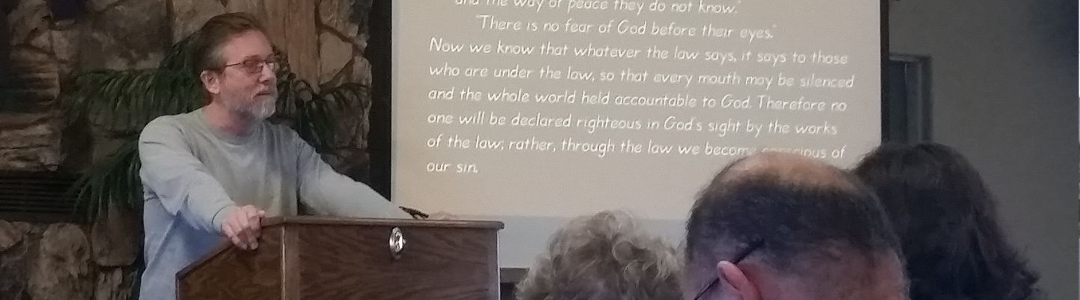 and the way of peace they do not know."
"There is no fear of God before their eyes."
Now we know that whatever the law says, it says to those
who are under the law, so that every mouth may be silenced
and the whole world held accountable to God. Therefore no
one will be declared righteous in God's sight by the works
of the law; rather, through the law we become conscious of
our sin.